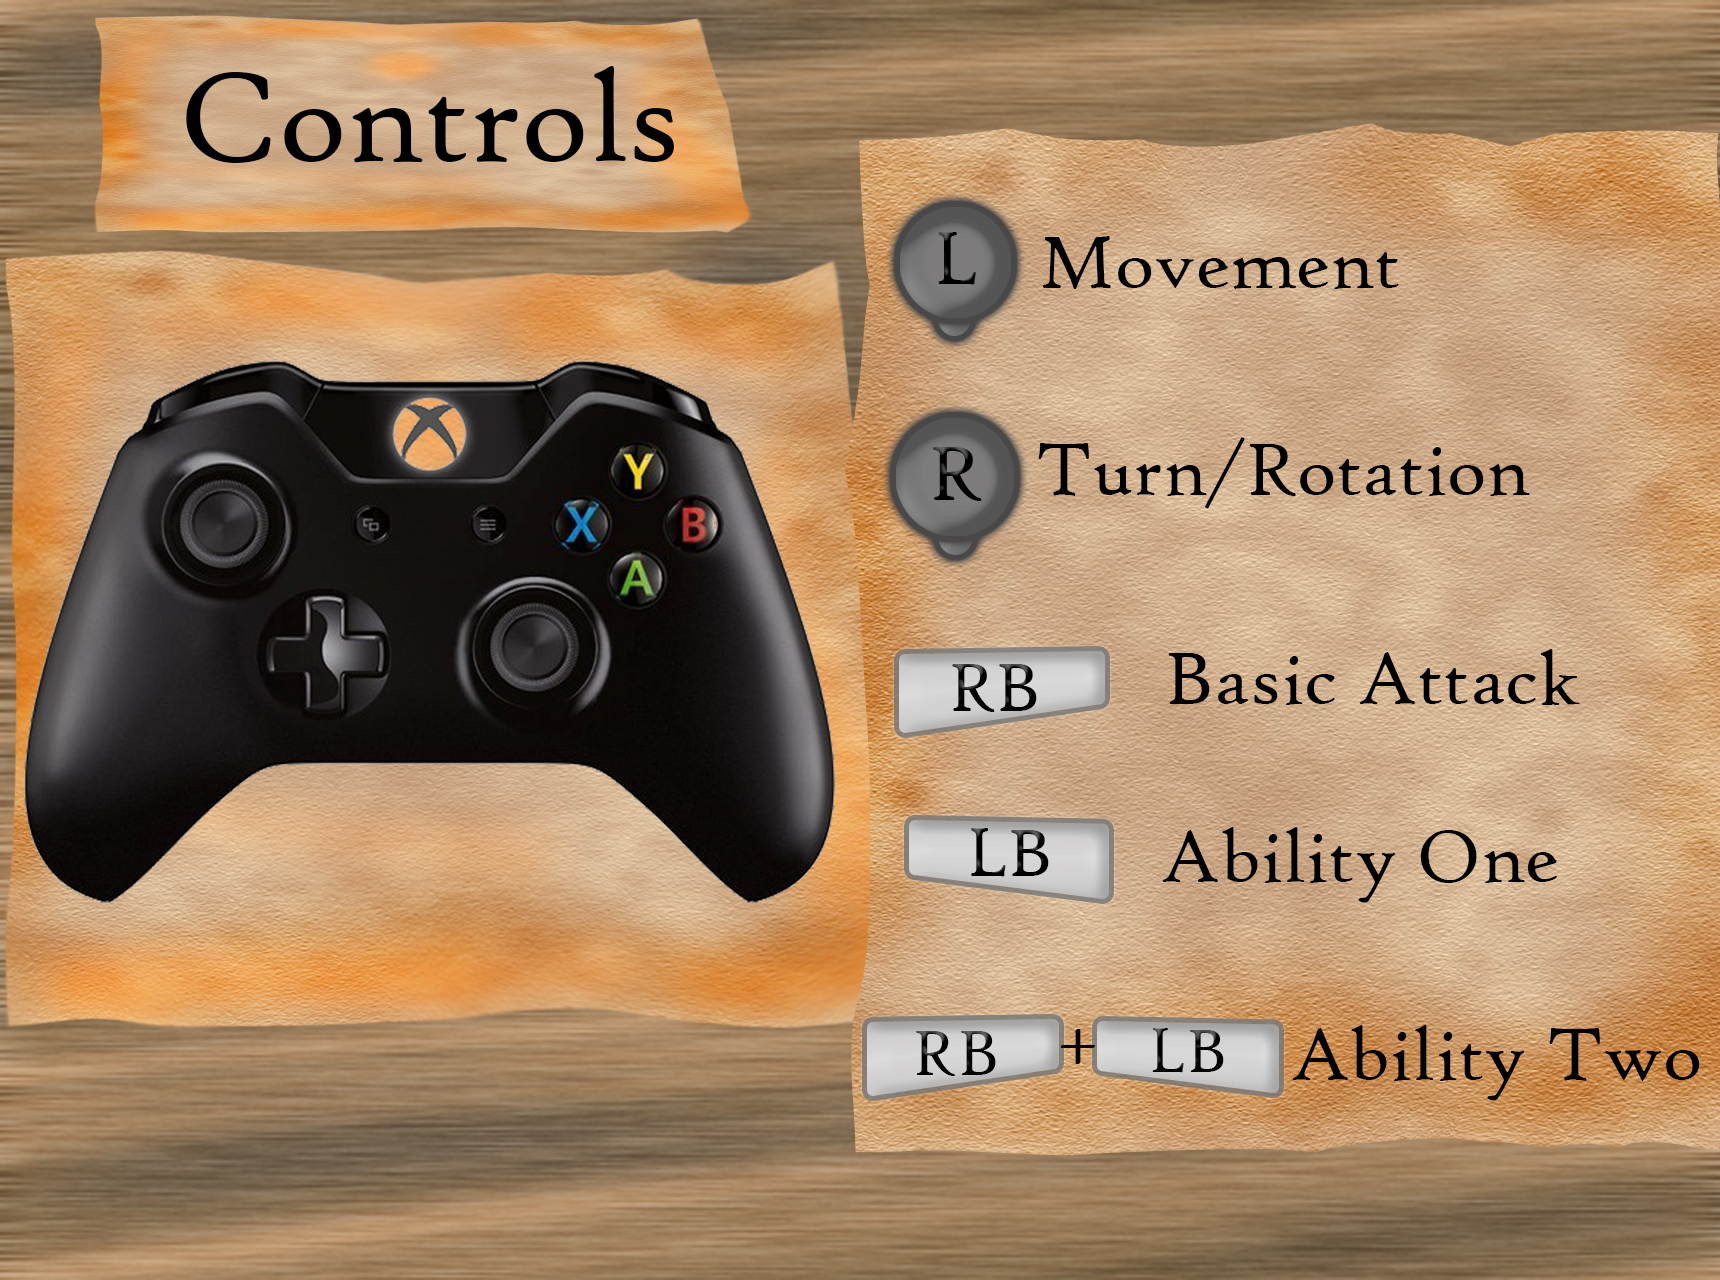 Controls
L Movement
Y
X B
A
R Turn/Rotation
RB Basic Attack
LB Ability One
RB + LB Ability Two